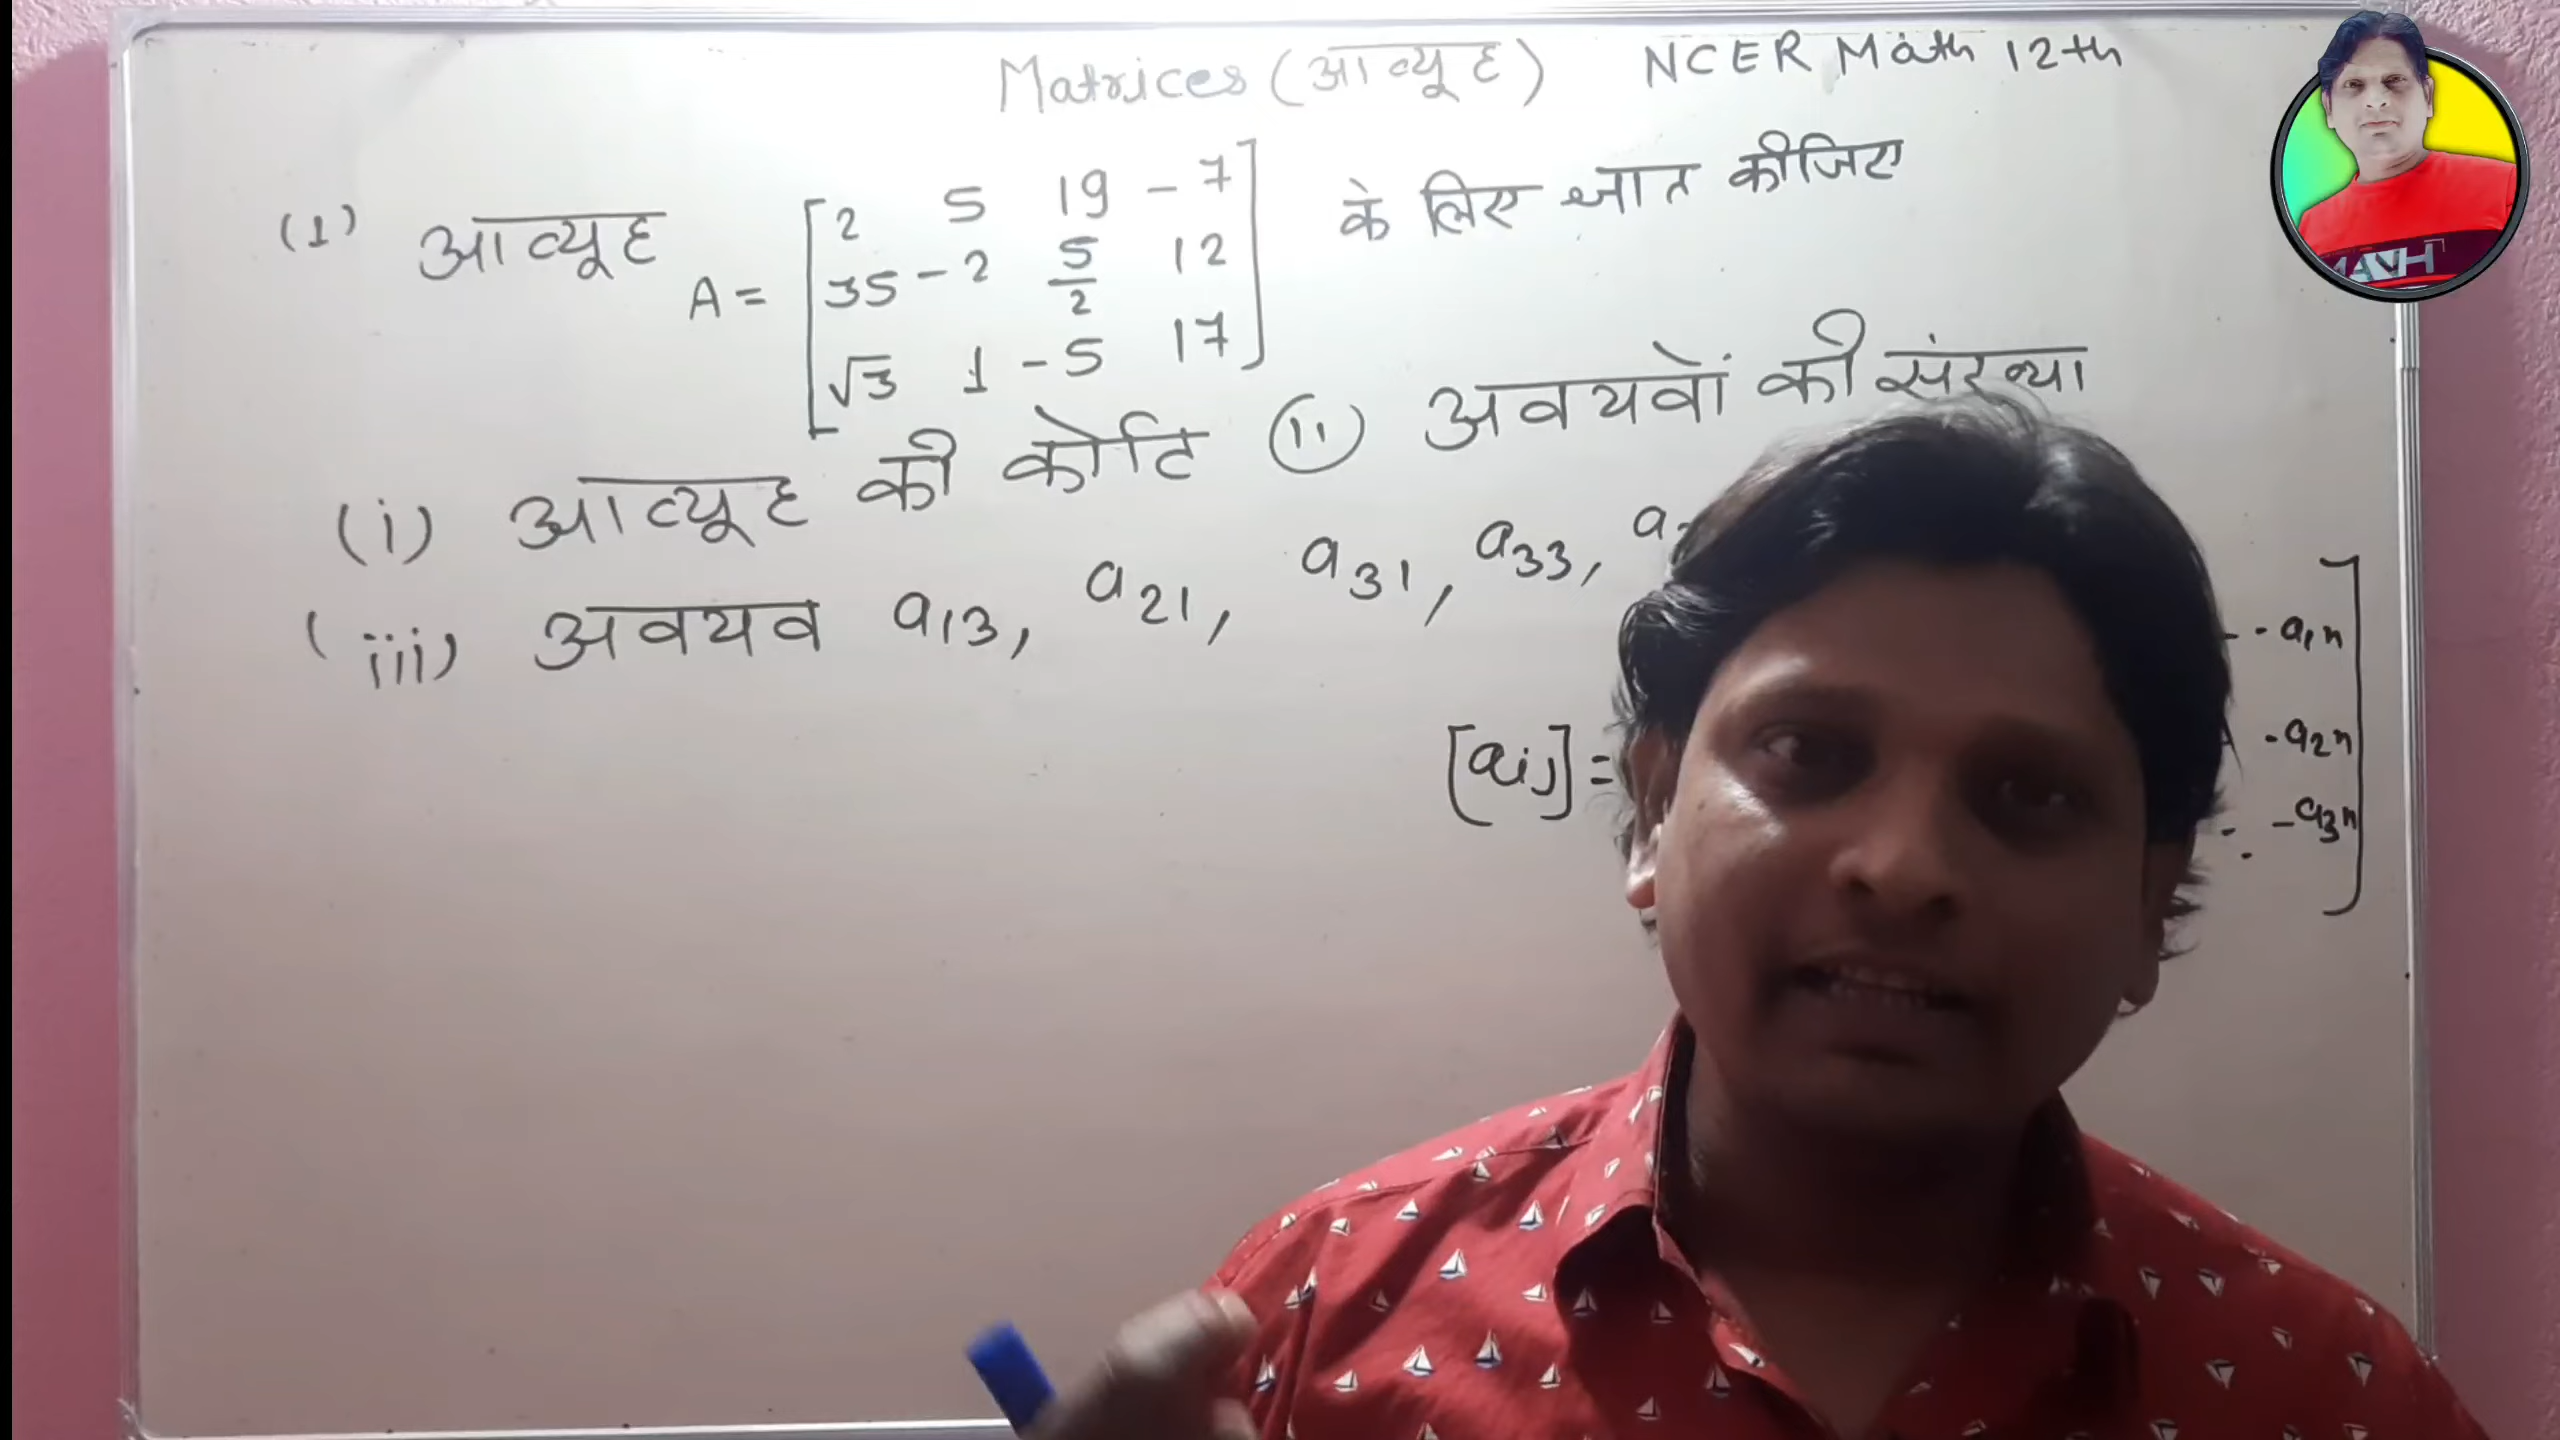 Matrices (आव्यूह) NCER Math 12th
(1) आव्यूह A = [2 5 19 -7
35 -2 5/2 12
√3 1 -5 17] के लिए ज्ञात कीजिए
(i) आव्यूह की कोटि (ii) अवयवों की संख्या
(iii) अवयव a13, a21, a31, a33,
[aij] =
- - a1n
- a2n
- - a3n]
MATH